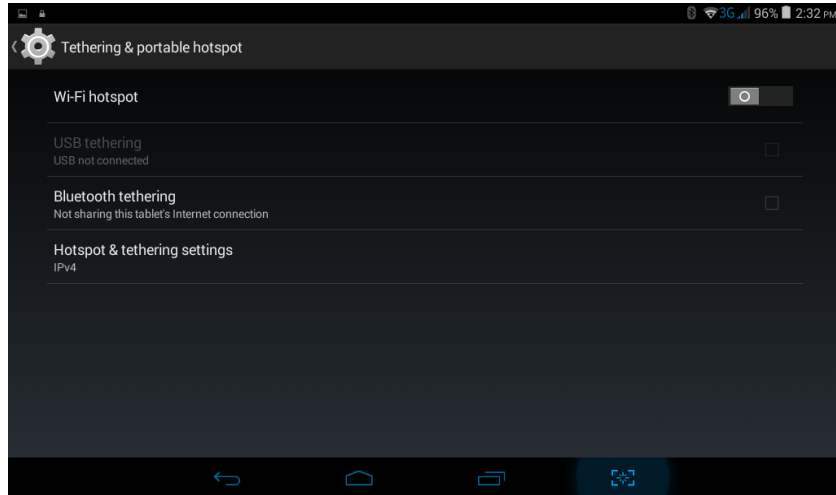 3G 96% 2:32 PM
Tethering & portable hotspot
Wi-Fi hotspot
USB tethering
USB not connected
Bluetooth tethering
Not sharing this tablet's Internet connection
Hotspot & tethering settings
IPv4